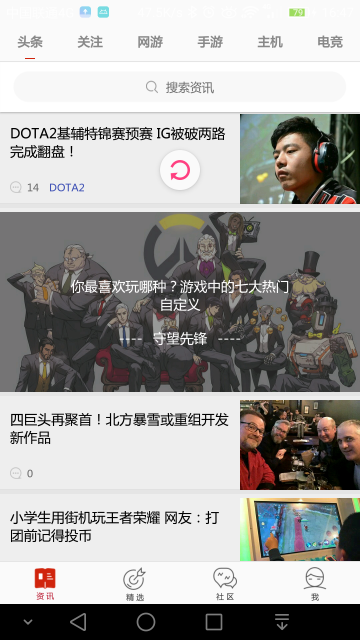 头条 关注 网游 手游 主机 电竞
搜索资讯
DOTA2基辅特锦赛预赛 IG被破两路
完成翻盘！
14 DOTA2
你最喜欢玩哪种？游戏中的七大热门
自定义
---- 守望先锋 ----
四巨头再聚首！北方暴雪或重组开发
新作品
0
小学生用街机玩王者荣耀 网友：打
团前记得投币
资讯 精选 社区 我